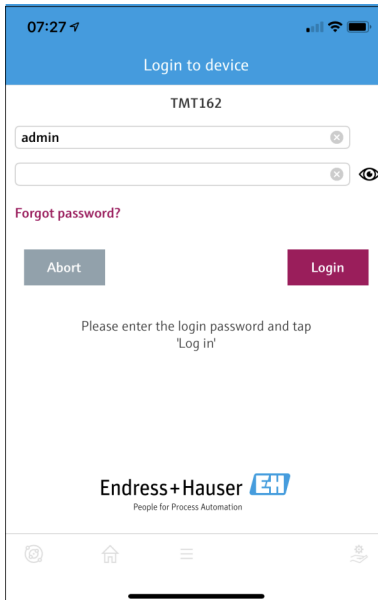 07:27
Login to device
TMT162
admin
Forgot password?
Abort
Login
Please enter the login password and tap
'Log in'
Endress+Hauser EH
People for Process Automation